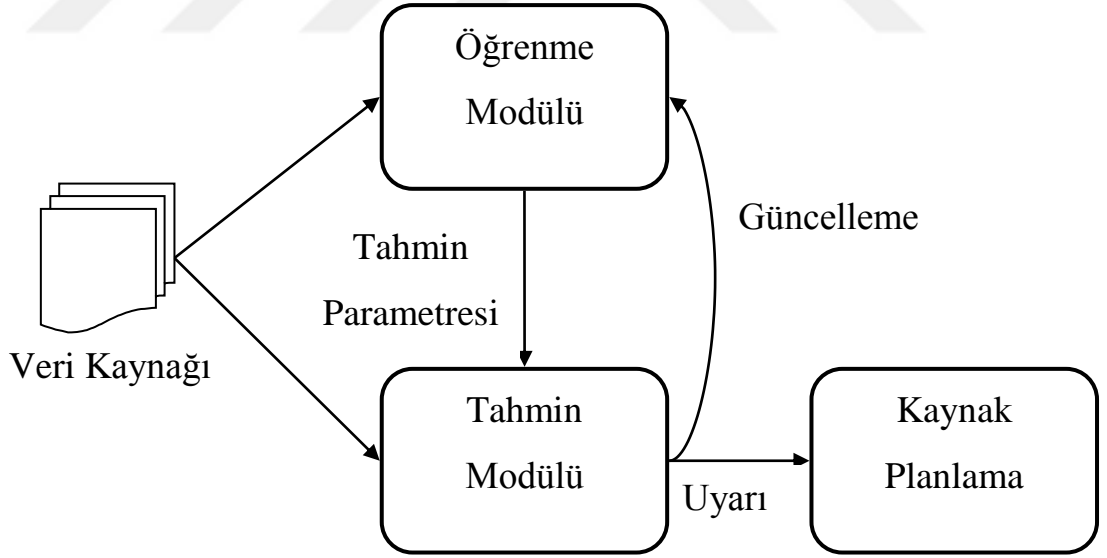 Öğrenme
Modülü
Güncelleme
Tahmin
Parametresi
Veri Kaynağı
Tahmin
Modülü
Kaynak
Planlama
Uyarı